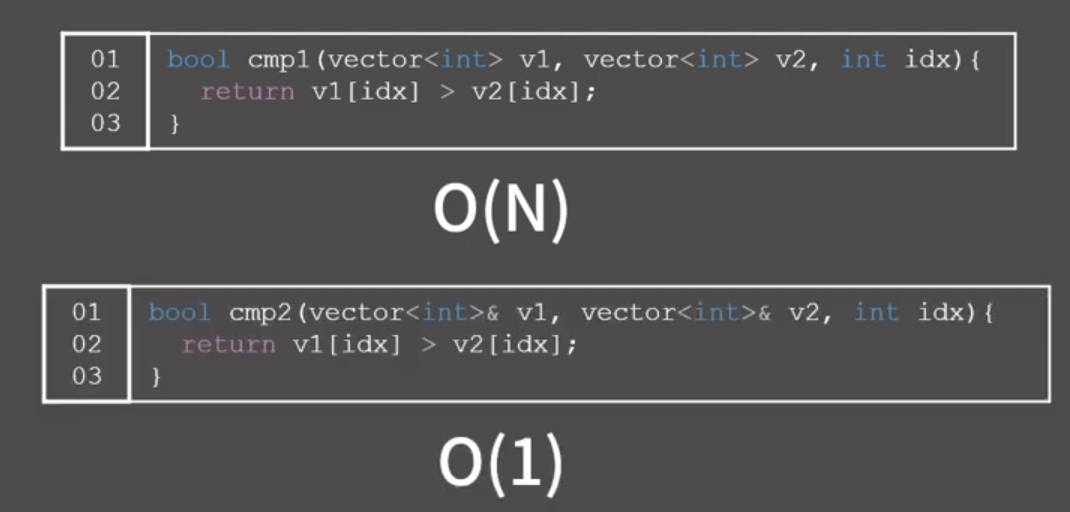 01 bool cmp1(vector<int> v1, vector<int> v2, int idx){
02 return v1[idx] > v2[idx];
03 }
O(N)
01 bool cmp2(vector<int>& v1, vector<int>& v2, int idx){
02 return v1[idx] > v2[idx];
03 }
O(1)